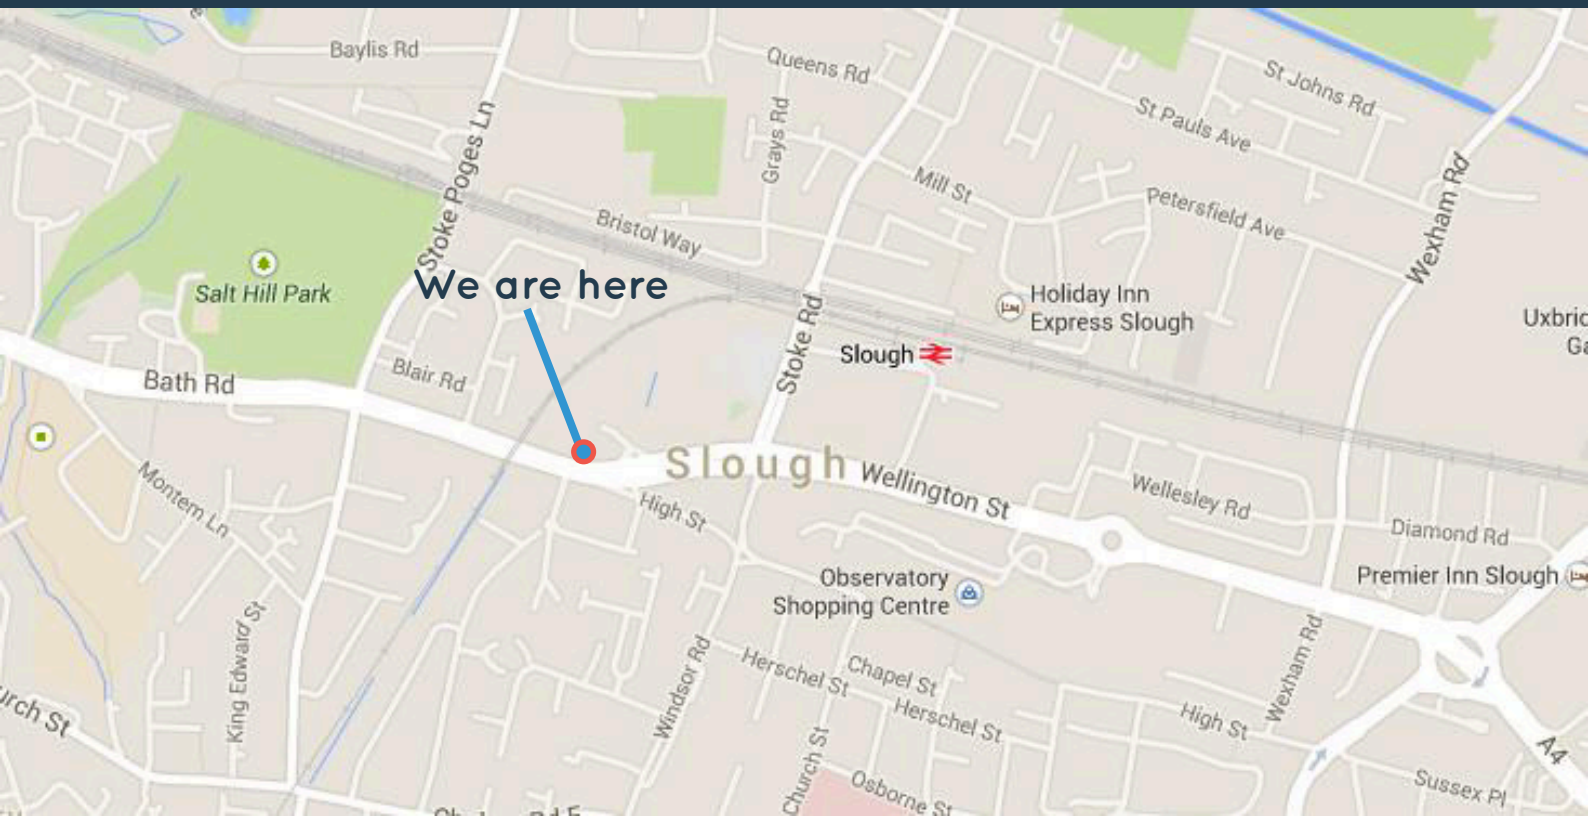 Baylis Rd
Queens Rd
St Johns Rd
St Pauls Ave
Grays Rd
Stoke Poges Ln
Mill St
Wexham Rd
Petersfield Ave
Bristol Way
Salt Hill Park
We are here
Holiday Inn
Express Slough
Stoke Rd
Slough
Bath Rd
Blair Rd
Slough
Wellington St
High St
Montem Ln
Wellesley Rd
Diamond Rd
Premier Inn Slough
Observatory
Shopping Centre
King Edward St
Windsor Rd
Herschel St
Chapel St
Herschel St
Wexham Rd
High St
St
A4
Church St
Osborne St
Sussex Pl